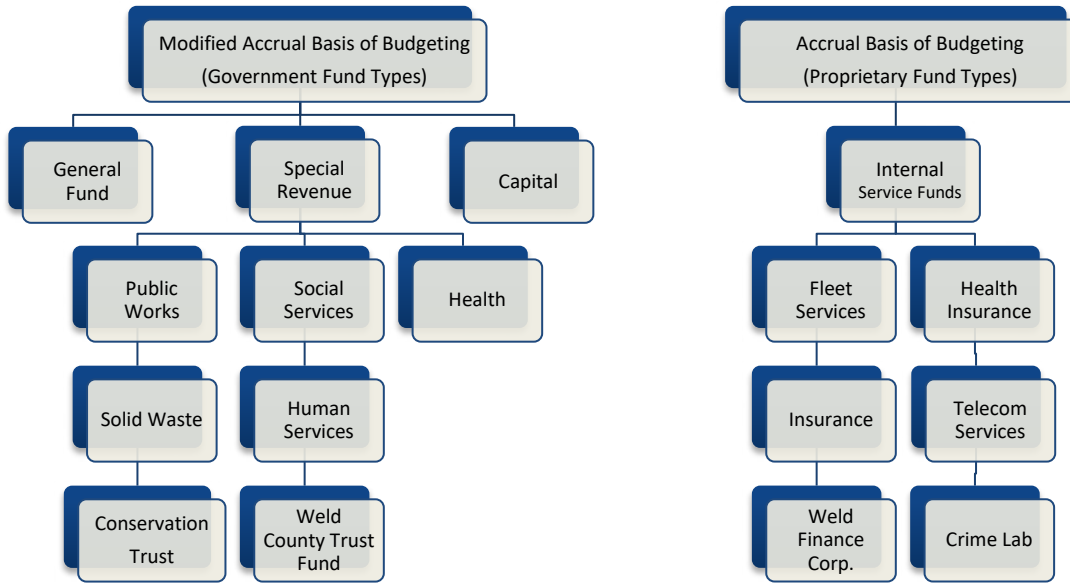 Modified Accrual Basis of Budgeting
(Government Fund Types)
Accrual Basis of Budgeting
(Proprietary Fund Types)
General
Fund
Special
Revenue
Capital
Internal
Service Funds
Public
Works
Social
Services
Health
Fleet
Services
Health
Insurance
Solid Waste
Human
Services
Insurance
Telecom
Services
Conservation
Trust
Weld
County Trust
Fund
Weld
Finance
Corp.
Crime Lab